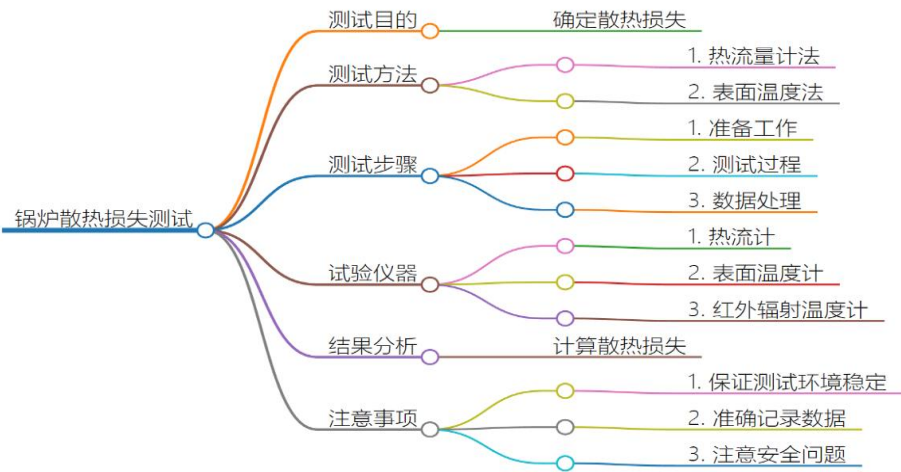 锅炉散热损失测试
测试目的
确定散热损失
测试方法
1. 热流量计法
2. 表面温度法
测试步骤
1. 准备工作
2. 测试过程
3. 数据处理
试验仪器
1. 热流计
2. 表面温度计
3. 红外辐射温度计
结果分析
计算散热损失
注意事项
1. 保证测试环境稳定
2. 准确记录数据
3. 注意安全问题